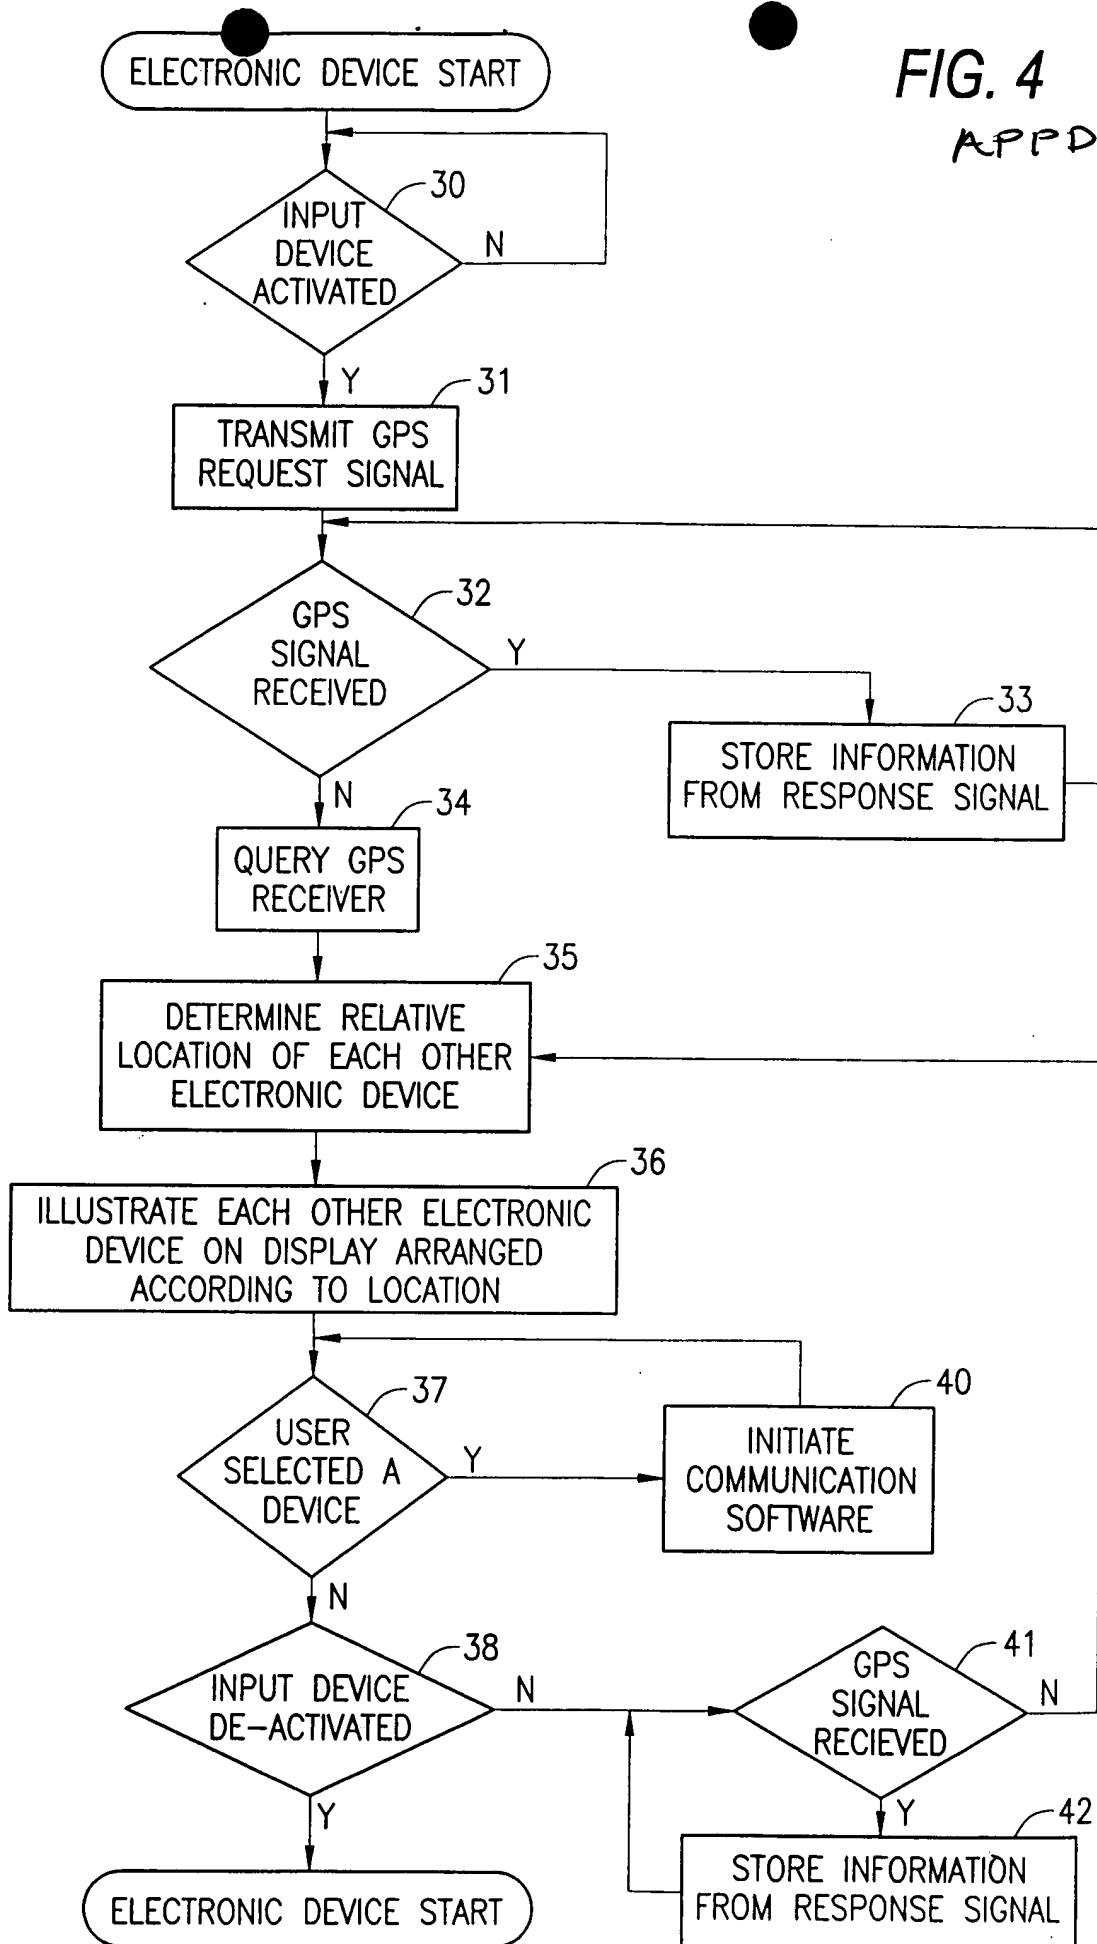 ELECTRONIC DEVICE START
FIG. 4
APPD
30
INPUT
DEVICE
ACTIVATED
N
Y
31
TRANSMIT GPS
REQUEST SIGNAL
32
GPS
SIGNAL
RECEIVED
Y
33
STORE INFORMATION
FROM RESPONSE SIGNAL
N
34
QUERY GPS
RECEIVER
35
DETERMINE RELATIVE
LOCATION OF EACH OTHER
ELECTRONIC DEVICE
36
ILLUSTRATE EACH OTHER ELECTRONIC
DEVICE ON DISPLAY ARRANGED
ACCORDING TO LOCATION
37
USER
SELECTED A
DEVICE
Y
40
INITIATE
COMMUNICATION
SOFTWARE
N
38
INPUT DEVICE
DE-ACTIVATED
N
41
GPS
SIGNAL
RECIEVED
N
Y
Y
42
STORE INFORMATION
FROM RESPONSE SIGNAL
ELECTRONIC DEVICE START